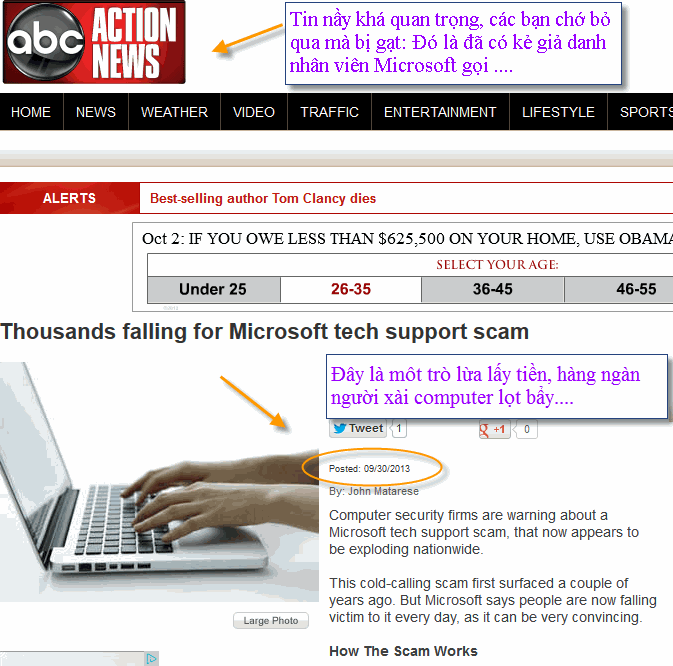 abc ACTION NEWS
Tin nầy khá quan trọng, các bạn chớ bỏ
qua mà bị gạt: Đó là đã có kẻ giả danh
nhân viên Microsoft gọi ....
HOME NEWS WEATHER VIDEO TRAFFIC ENTERTAINMENT LIFESTYLE SPORTS
ALERTS Best-selling author Tom Clancy dies
Oct 2: IF YOU OWE LESS THAN $625,500 ON YOUR HOME, USE OBAMA
SELECT YOUR AGE:
Under 25 26-35 36-45 46-55
Thousands falling for Microsoft tech support scam
Đây là môt trò lừa lấy tiền, hàng ngàn
người xài computer lọt bẩy....
Tweet 1 +1 0
Posted: 09/30/2013
By: John Matarese
Computer security firms are warning about a
Microsoft tech support scam, that now appears to
be exploding nationwide.
This cold-calling scam first surfaced a couple of
years ago. But Microsoft says people are now falling
victim to it every day, as it can be very convincing.
Large Photo
How The Scam Works